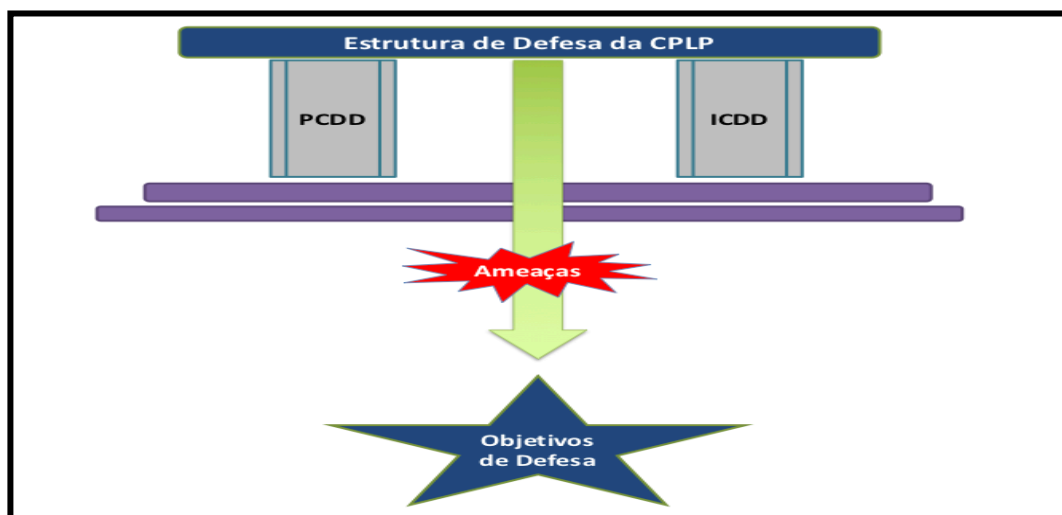 Estrutura de Defesa da CPLP
PCDD
ICDD
Ameaças
Objetivos
de Defesa